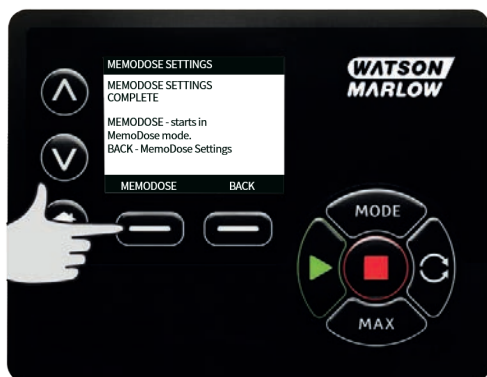 MEMODOSE SETTINGS
WATSON
MARLOW
MEMODOSE SETTINGS
COMPLETE
MEMODOSE - starts in
MemoDose mode.
BACK - MemoDose Settings
MEMODOSE BACK
MODE
MAX